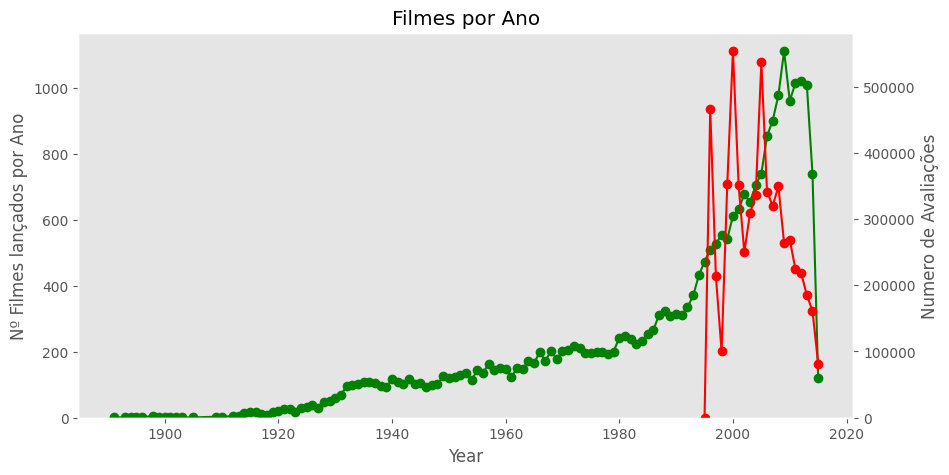 Filmes por Ano
Nº Filmes lançados por Ano
1000
800
600
400
200
0
500000
400000
300000
200000
100000
0
Numero de Avaliações
1900 1920 1940 1960 1980 2000 2020
Year